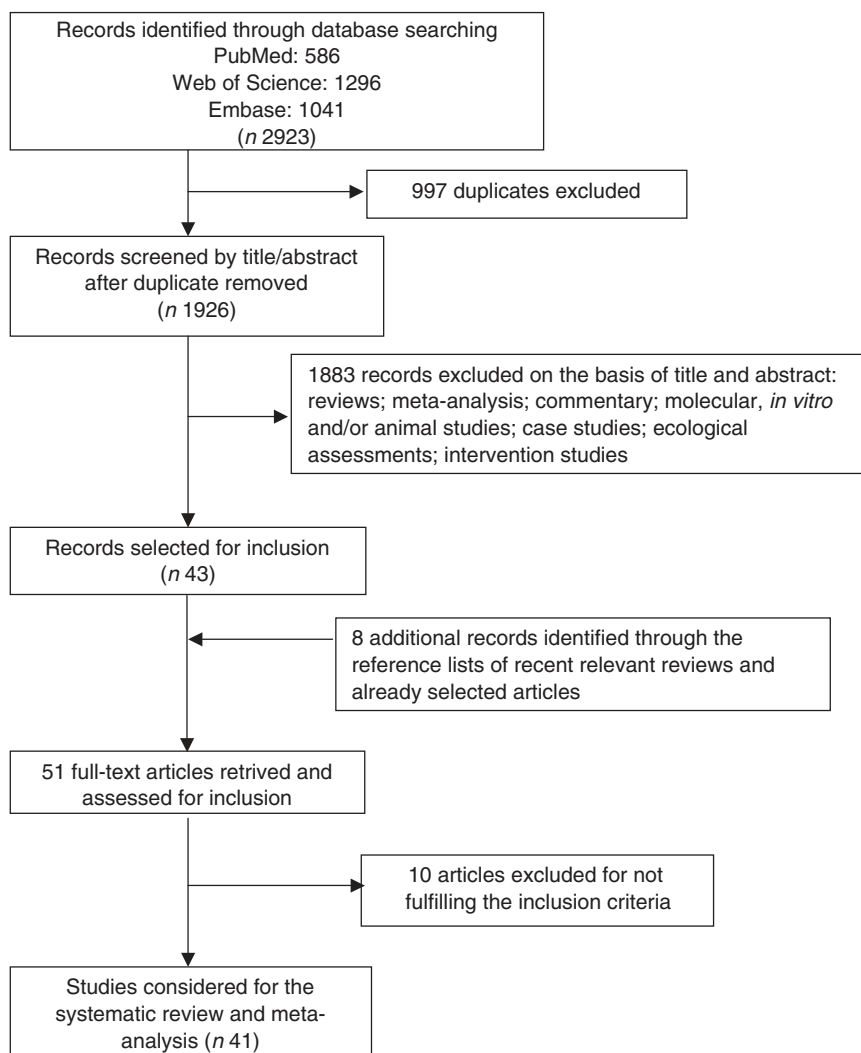 Records identified through database searching
PubMed: 586
Web of Science: 1296
Embase: 1041
(n 2923)
997 duplicates excluded
Records screened by title/abstract
after duplicate removed
(n 1926)
1883 records excluded on the basis of title and abstract:
reviews; meta-analysis; commentary; molecular, in vitro
and/or animal studies; case studies; ecological
assessments; intervention studies
Records selected for inclusion
(n 43)
8 additional records identified through the
reference lists of recent relevant reviews and
already selected articles
51 full-text articles retrived and
assessed for inclusion
10 articles excluded for not
fulfilling the inclusion criteria
Studies considered for the
systematic review and meta-
analysis (n 41)